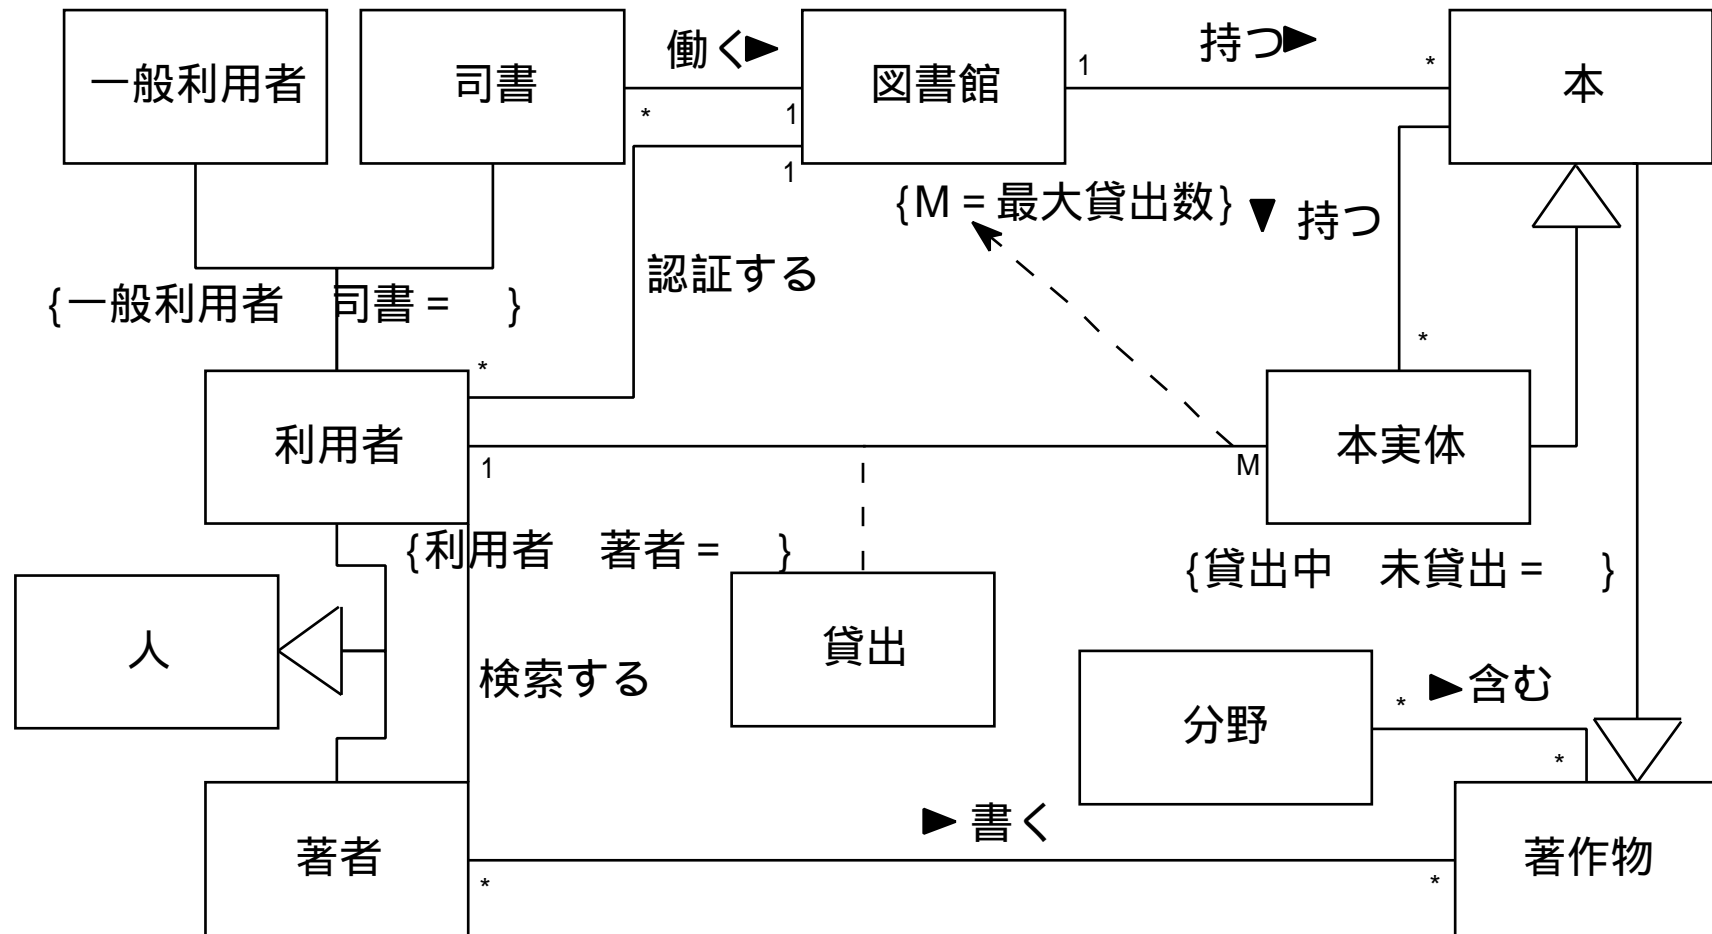 一般利用者
司書
働く▶
図書館
持つ▶
本
*
1
1
*
1
{M = 最大貸出数}
▼ 持つ
認証する
{一般利用者　司書 =　}
*
*
利用者
1
M
本実体
{利用者　著者 =　}
{貸出中　未貸出 =　}
人
検索する
貸出
分野
*
▶含む
*
▶ 書く
著者
*
*
著作物